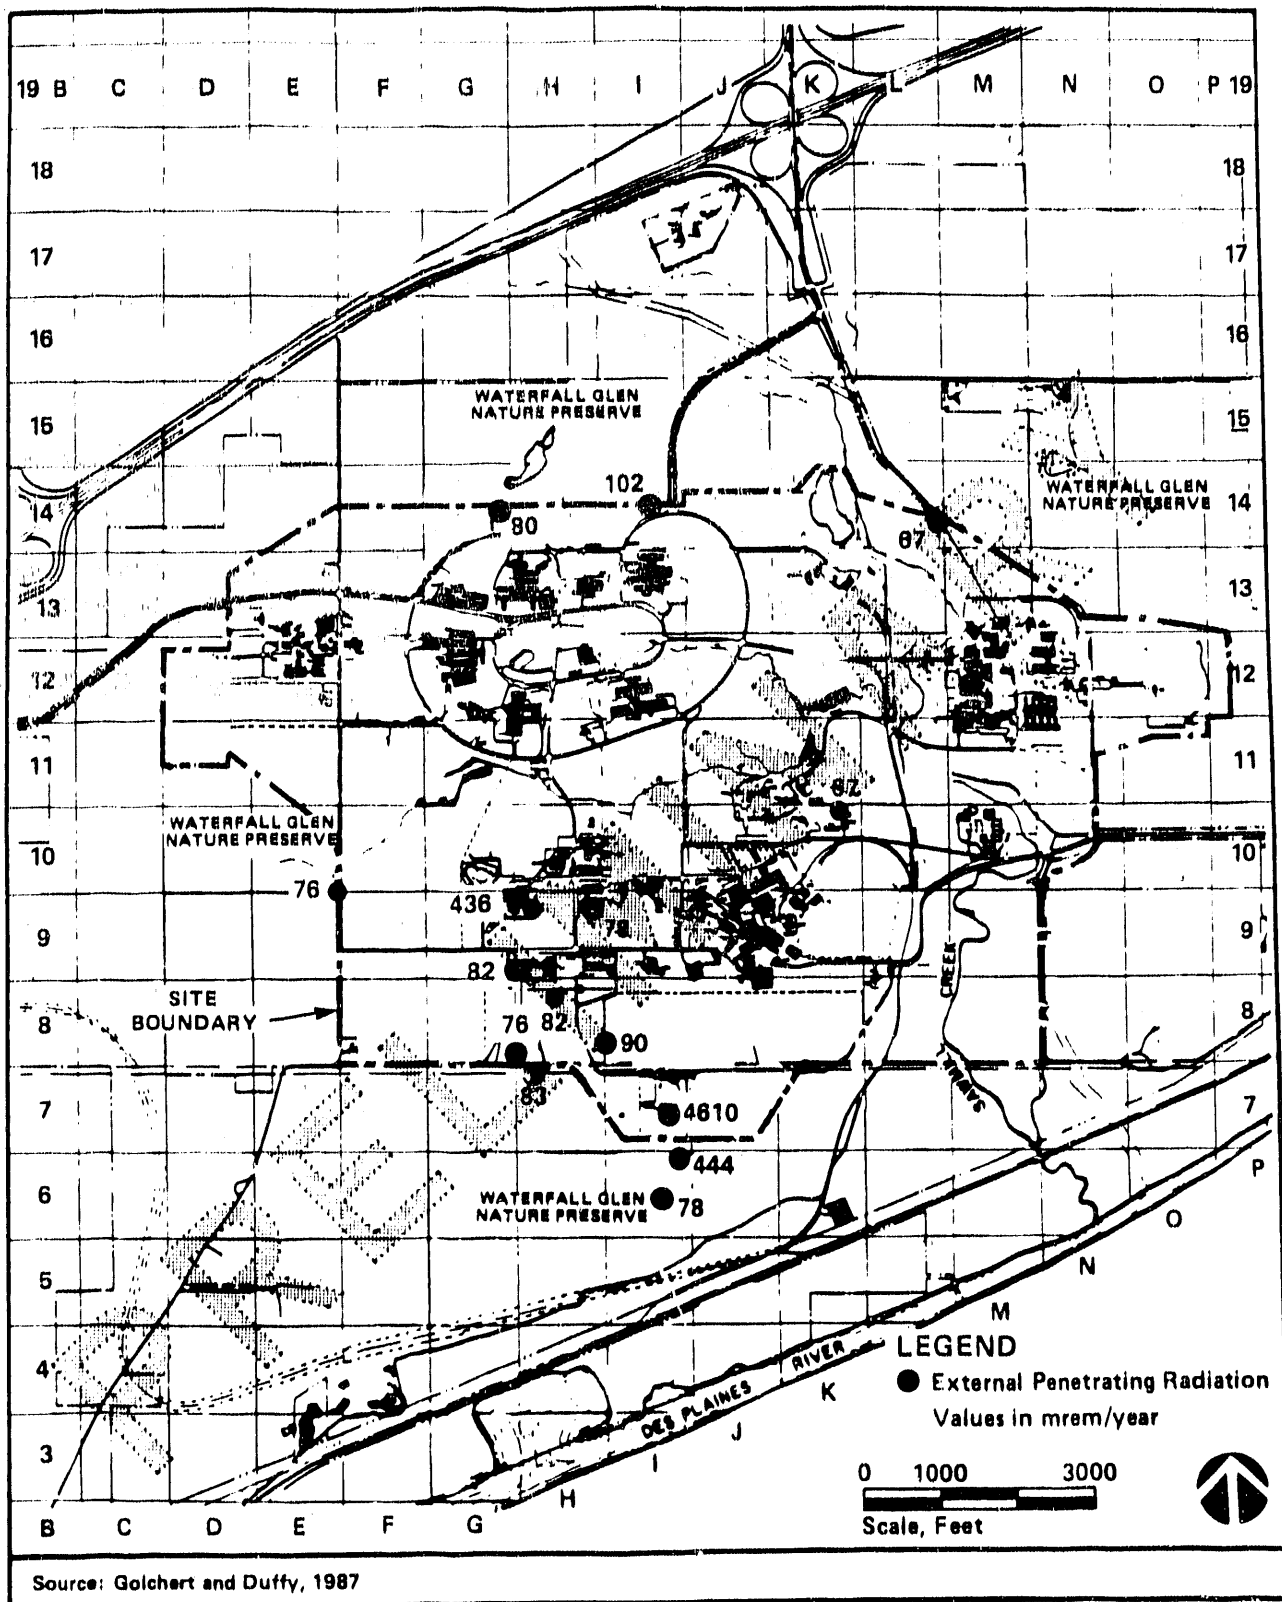 19 B C D E F G H I J K L M N O P 19
18 18
17 17
16 16
WATERFALL GLEN
NATURE PRESERVE
15 15
102
WATERFALL GLEN
NATURE PRESERVE
14 80 14
67
13 13
12 12
11 11
WATERFALL GLEN
NATURE PRESERVE
10 10
76
436
9 78 9
82
CREEK
SITE
BOUNDARY
8 76 82 90 8
83
SAWMILL
7 4610 7
444 P
6 WATERFALL GLEN
NATURE PRESERVE 78
O
5 N
M
LEGEND
4 RIVER
External Penetrating Radiation
Values in mrem/year
DES PLAINES K
3 J
I
0 1000 3000
H
Scale, Feet
B C D E F G
Source: Golchert and Duffy, 1987